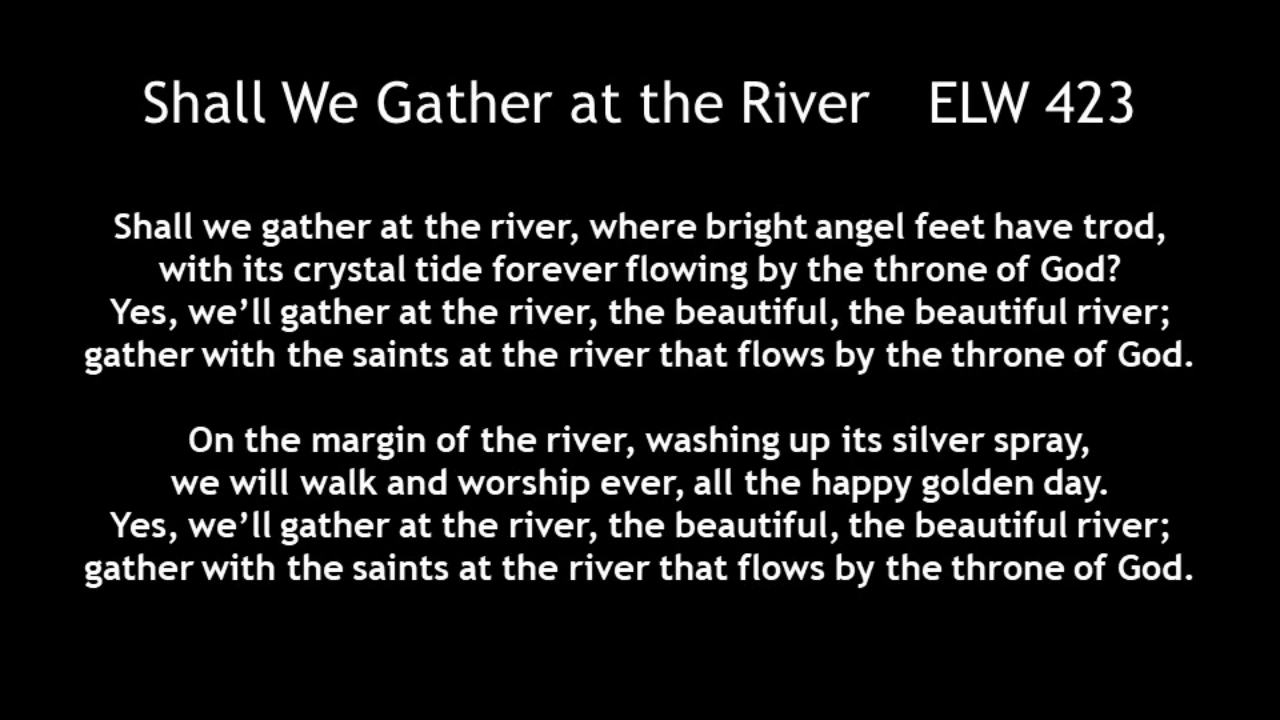 Shall We Gather at the River    ELW 423
Shall we gather at the river, where bright angel feet have trod,
with its crystal tide forever flowing by the throne of God?
Yes, we’ll gather at the river, the beautiful, the beautiful river;
gather with the saints at the river that flows by the throne of God.
On the margin of the river, washing up its silver spray,
we will walk and worship ever, all the happy golden day.
Yes, we’ll gather at the river, the beautiful, the beautiful river;
gather with the saints at the river that flows by the throne of God.